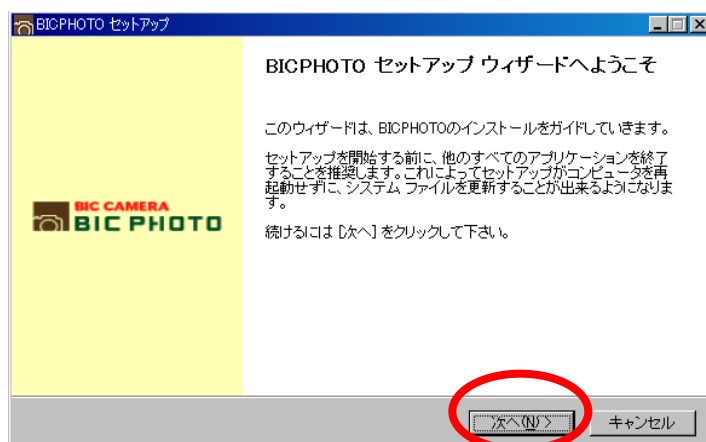 BICPHOTO セットアップ
BICPHOTO セットアップ ウィザードへようこそ
このウィザードは、BICPHOTOのインストールをガイドしていきます。
セットアップを開始する前に、他のすべてのアプリケーションを終了
することを推奨します。これによってセットアップがコンピュータを再
起動せずに、システム ファイルを更新することが出来るようになりま
す。
続けるには [次へ] をクリックして下さい。
BIC CAMERA
BIC PHOTO
次へ(N) >
キャンセル